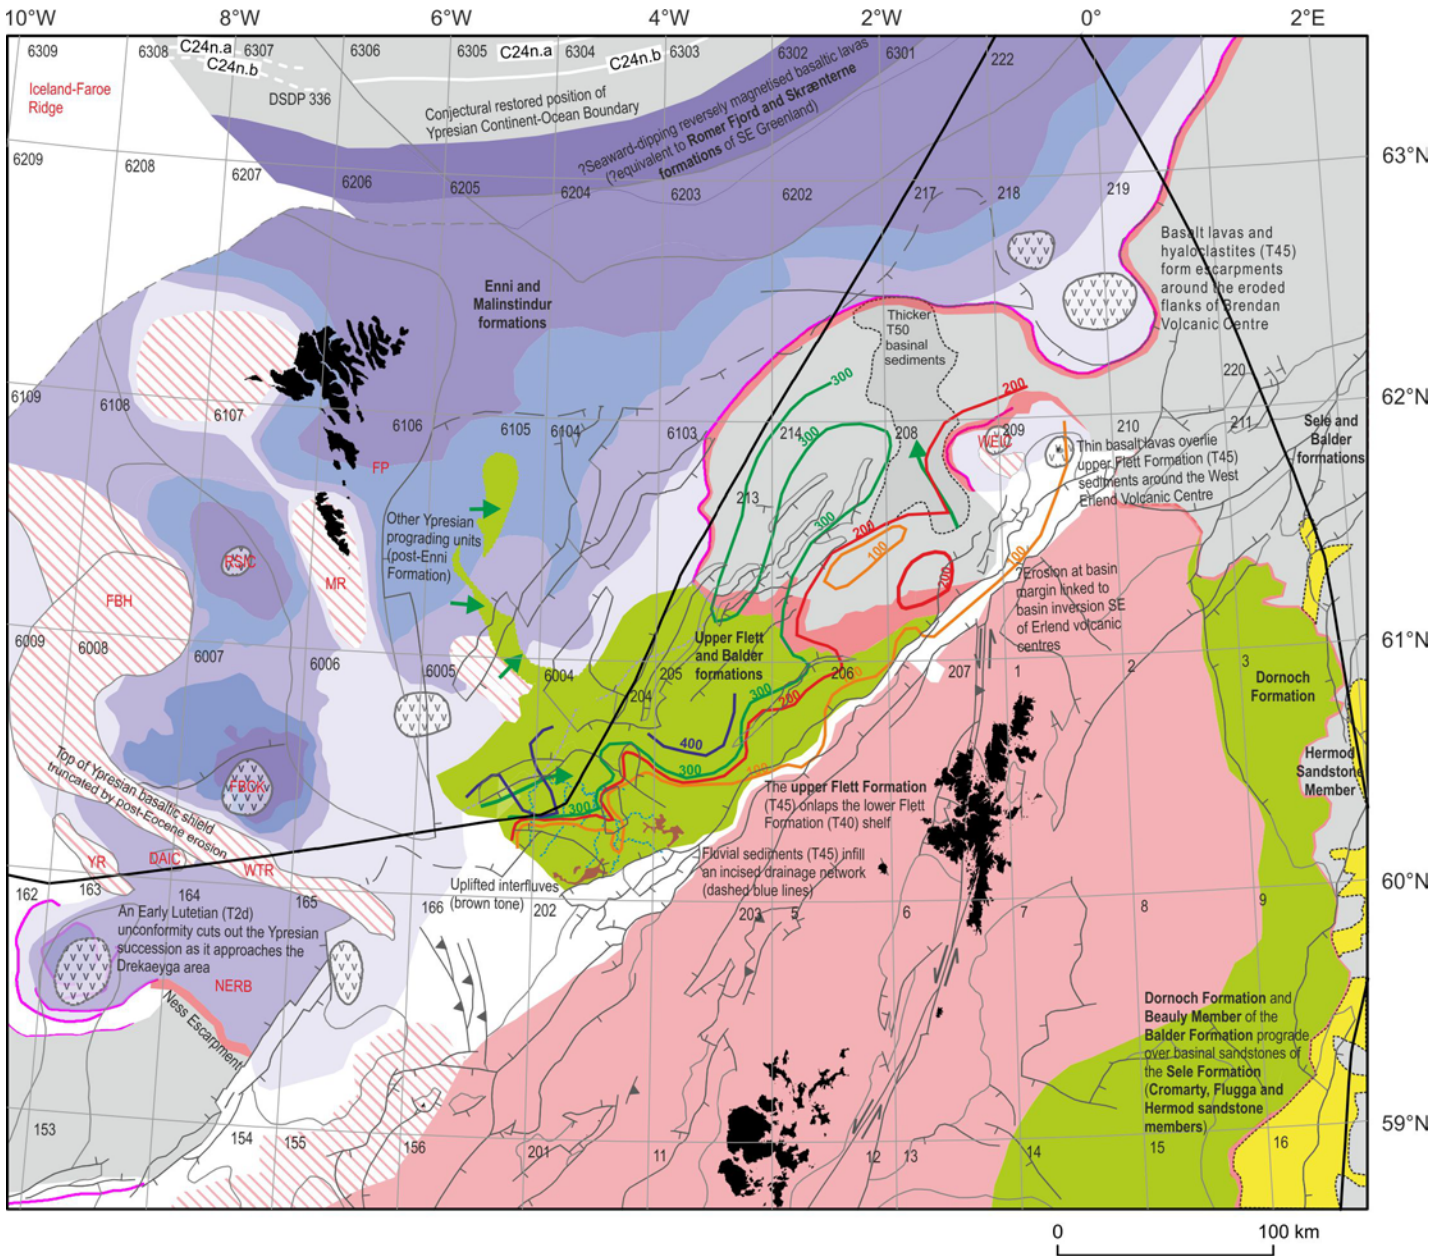 10°W 8°W 6°W 4°W 2°W 0° 2°E
6309 6308 C24n.a 6307 6306 6305 C24n.a 6304 C24n.b 6303 6302 6301 222
C24n.b
Iceland-Faroe
Ridge
DSDP 336
Conjectural restored position of
Ypresian Continent-Ocean Boundary
?Seaward-dipping reversely magnetised basaltic lavas
(?equivalent to Romer Fjord and Skrænterne
formations of SE Greenland)
63°N
6209 6208 6207 6206 6205 6204 6203 6202 217 218 219
Basalt lavas and
hyaloclastites (T45)
form escarpments
around the eroded
flanks of Brendan
Volcanic Centre
Enni and
Malinstindur
formations
Thicker
T50
basinal
sediments
62°N
6109 6108 6107 6106 6105 6104 6103 214 208 209 210 211 220
300
300
200
WEIC
Sele and
Balder
formations
Thin basalt lavas overlie
upper Flett Formation (T45)
sediments around the West
Erlend Volcanic Centre
FP
213
300
200
100
200
100
Other Ypresian
prograding units
(post-Enni
Formation)
RSIC
MR
FBH
?Erosion at basin
margin linked to
basin inversion SE
of Erlend volcanic
centres
61°N
6009 6008 6007 6006 6005 6004 204 205 206 207 1 2 3
Upper Flett
and Balder
formations
Dornoch
Formation
300
200
400
300
100
300
Hermod
Sandstone
Member
Top of Ypresian basaltic shield
truncated by post-Eocene erosion
FBCK
The upper Flett Formation
(T45) onlaps the lower Flett
Formation (T40) shelf
YR DAIC WTR
Fluvial sediments (T45) infill
an incised drainage network
(dashed blue lines)
Uplifted interfluves
(brown tone)
60°N
162 163 164 165 166 202 203 5 6 7 8 9
An Early Lutetian (T2d)
unconformity cuts out the Ypresian
succession as it approaches the
Drekaeyga area
NERB
Ness Escarpment
Dornoch Formation and
Beauly Member of the
Balder Formation prograde
over basinal sandstones of
the Sele Formation
(Cromarty, Flugga and
Hermod sandstone
members)
59°N
153 154 155 156 201 11 12 13 14 15 16
0 100 km